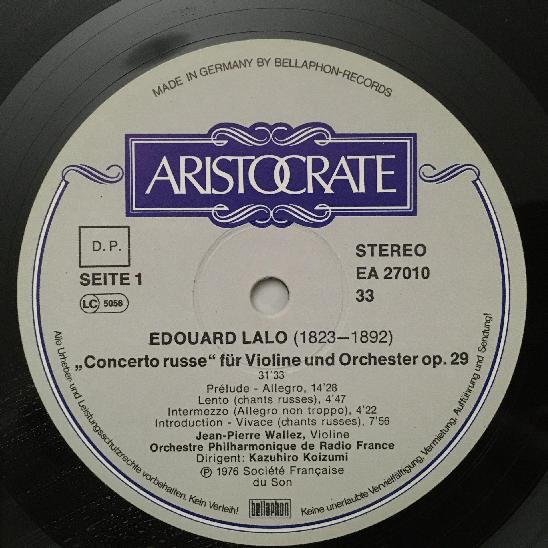 MADE IN GERMANY BY BELLAPHON-RECORDS
ARISTOCRATE
D.P.
SEITE 1
LC 5056
STEREO
EA 27010
33
EDOUARD LALO (1823—1892)
„Concerto russe“ für Violine und Orchester op. 29
31'33
Prélude - Allegro, 14'28
Lento (chants russes), 4'47
Intermezzo (Allegro non troppo), 4'22
Introduction - Vivace (chants russes), 7'56
Jean-Pierre Wallez, Violine
Orchestre Philharmonique de Radio France
Dirigent: Kazuhiro Koizumi
℗ 1976 Société Française
du Son
bellaphon
Alle Urheber- und Leistungsschutzrechte vorbehalten. Kein Verleih! Keine unerlaubte Vervielfältigung, Vermietung, Aufführung und Sendung!